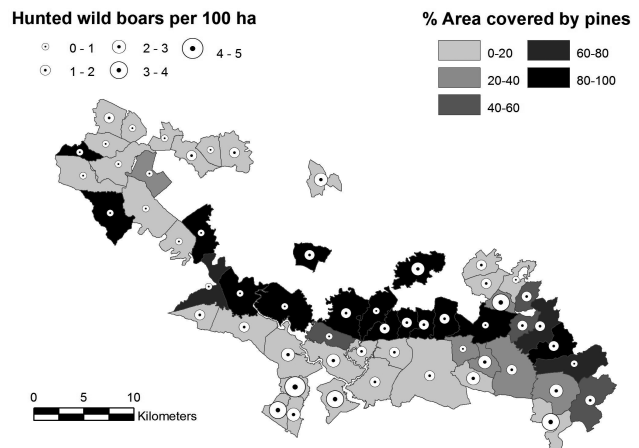 Hunted wild boars per 100 ha
0 - 1
2 - 3
4 - 5
1 - 2
3 - 4
% Area covered by pines
0-20
60-80
20-40
80-100
40-60
0 5 10
Kilometers